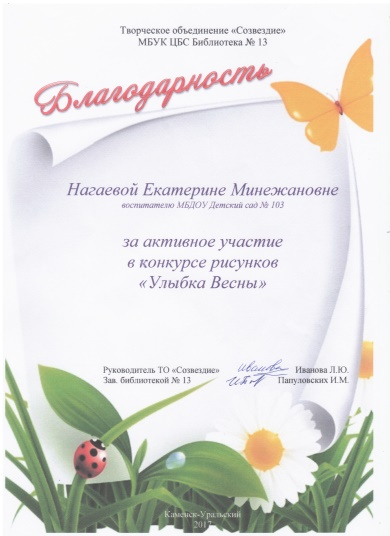 Творческое объединение «Созвездие»
МБУК ЦБС Библиотека № 13
Благодарность
Нагаевой Екатерине Минежановне
воспитателю МБДОУ Детский сад № 103
за активное участие
в конкурсе рисунков
«Улыбка Весны»
Руководитель ТО «Созвездие» Иванова Л.Ю.
Зав. библиотекой № 13 Папуловских И.М.
Каменск-Уральский
2017